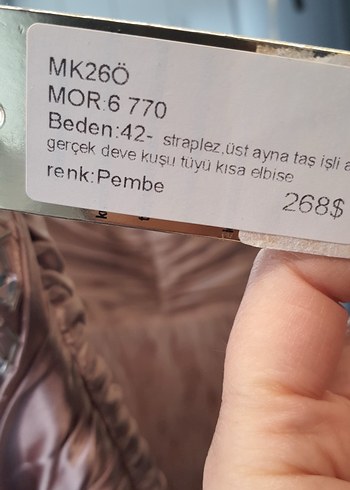 MK26Ö
MOR:6 770
Beden:42- straplez,üst ayna taş işli a
gerçek deve kuşu tüyü kısa elbise
renk:Pembe
268$